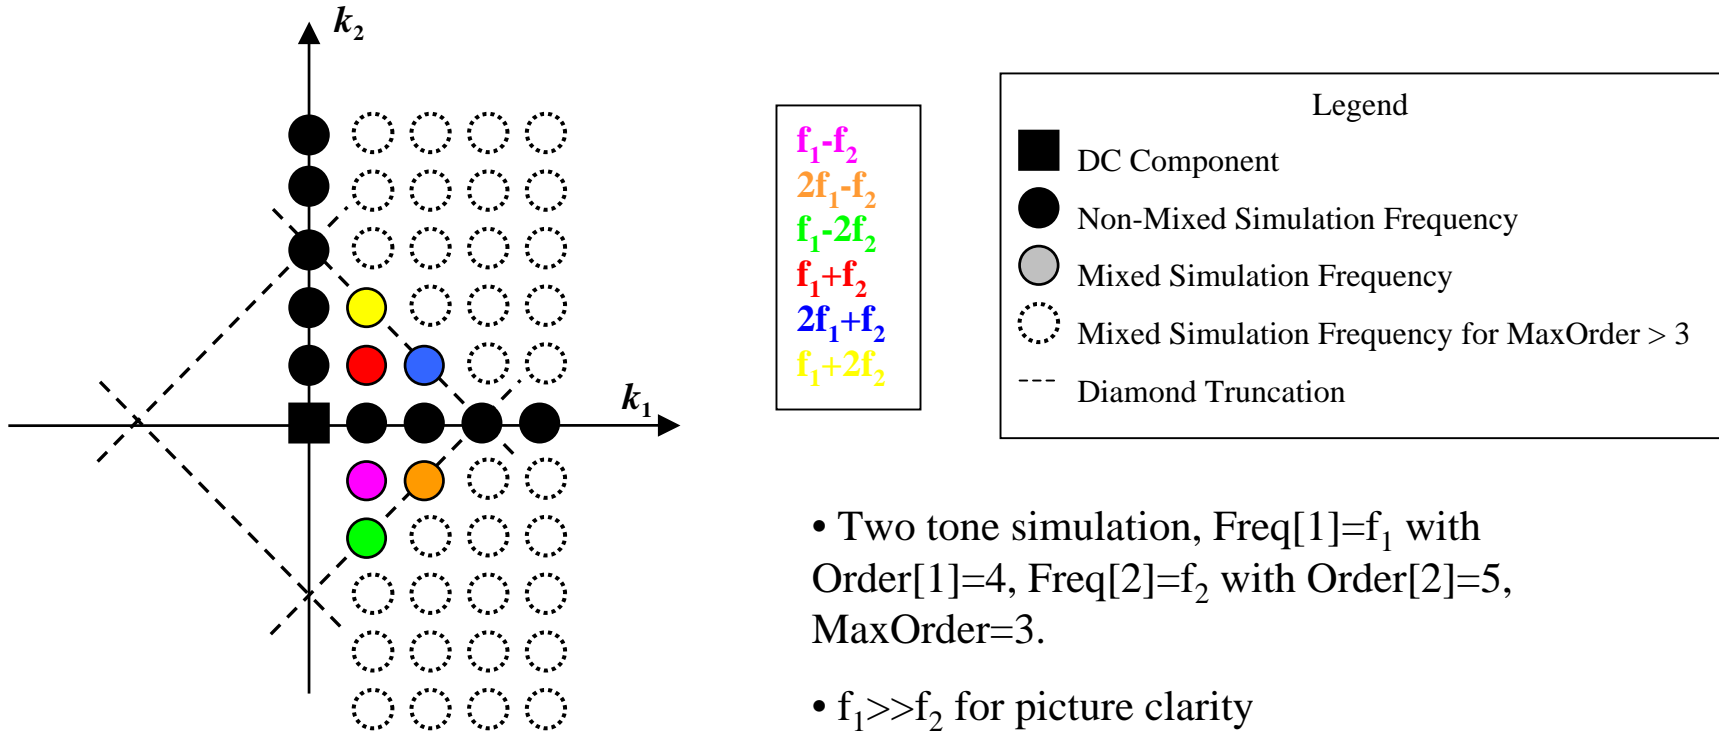 k₂
k₁
f₁-f₂
2f₁-f₂
f₁-2f₂
f₁+f₂
2f₁+f₂
f₁+2f₂
Legend
DC Component
Non-Mixed Simulation Frequency
Mixed Simulation Frequency
Mixed Simulation Frequency for MaxOrder > 3
Diamond Truncation
• Two tone simulation, Freq[1]=f₁ with
Order[1]=4, Freq[2]=f₂ with Order[2]=5,
MaxOrder=3.
• f₁>>f₂ for picture clarity